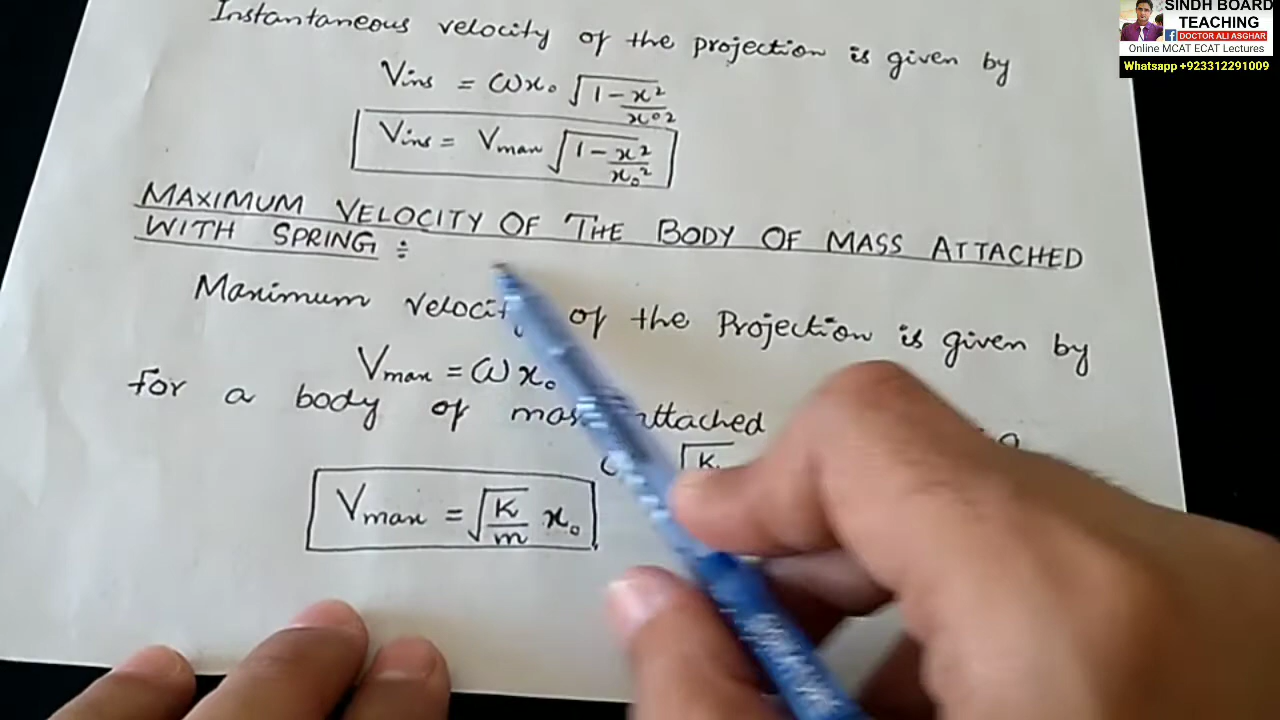 SINDH BOARD
TEACHING
DOCTOR ALI ASGHAR
Online MCAT ECAT Lectures
Whatsapp +923312291009
Instantaneous velocity of the projection is given by
Vins = ωx₀ √1 - x²/x₀²
Vins = Vmax √1 - x²/x₀²
MAXIMUM VELOCITY OF THE BODY OF MASS ATTACHED
WITH SPRING :
Maximum velocity of the Projection is given by
Vmax = ωx₀
for a body of mass attached
√K
Vmax = √K/m x₀